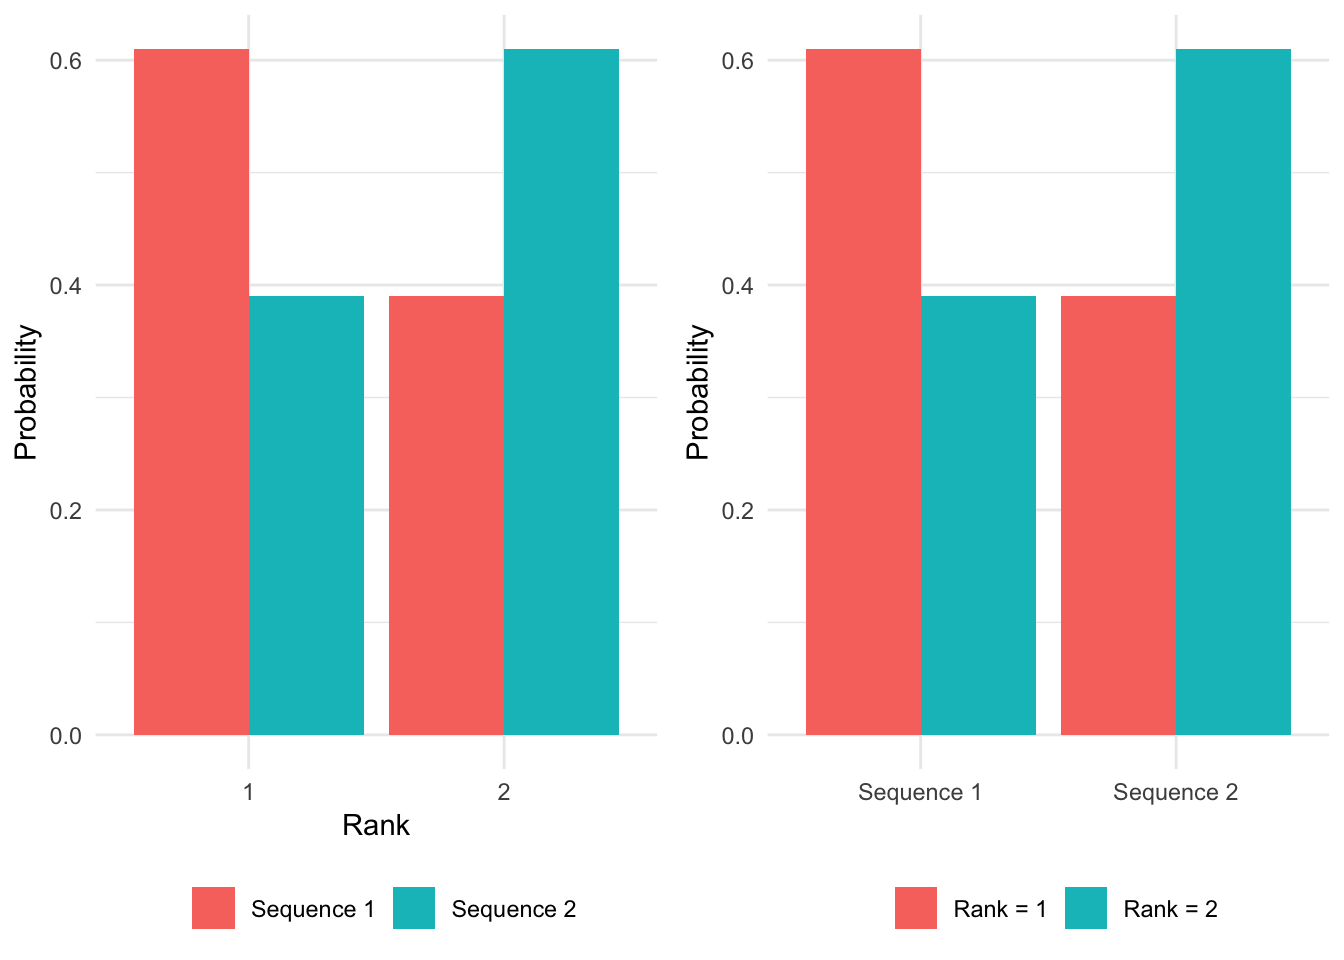 Probability
0.6
0.4
0.2
0.0
1
2
Rank
Sequence 1
Sequence 2
Probability
0.6
0.4
0.2
0.0
Sequence 1
Sequence 2
Rank = 1
Rank = 2